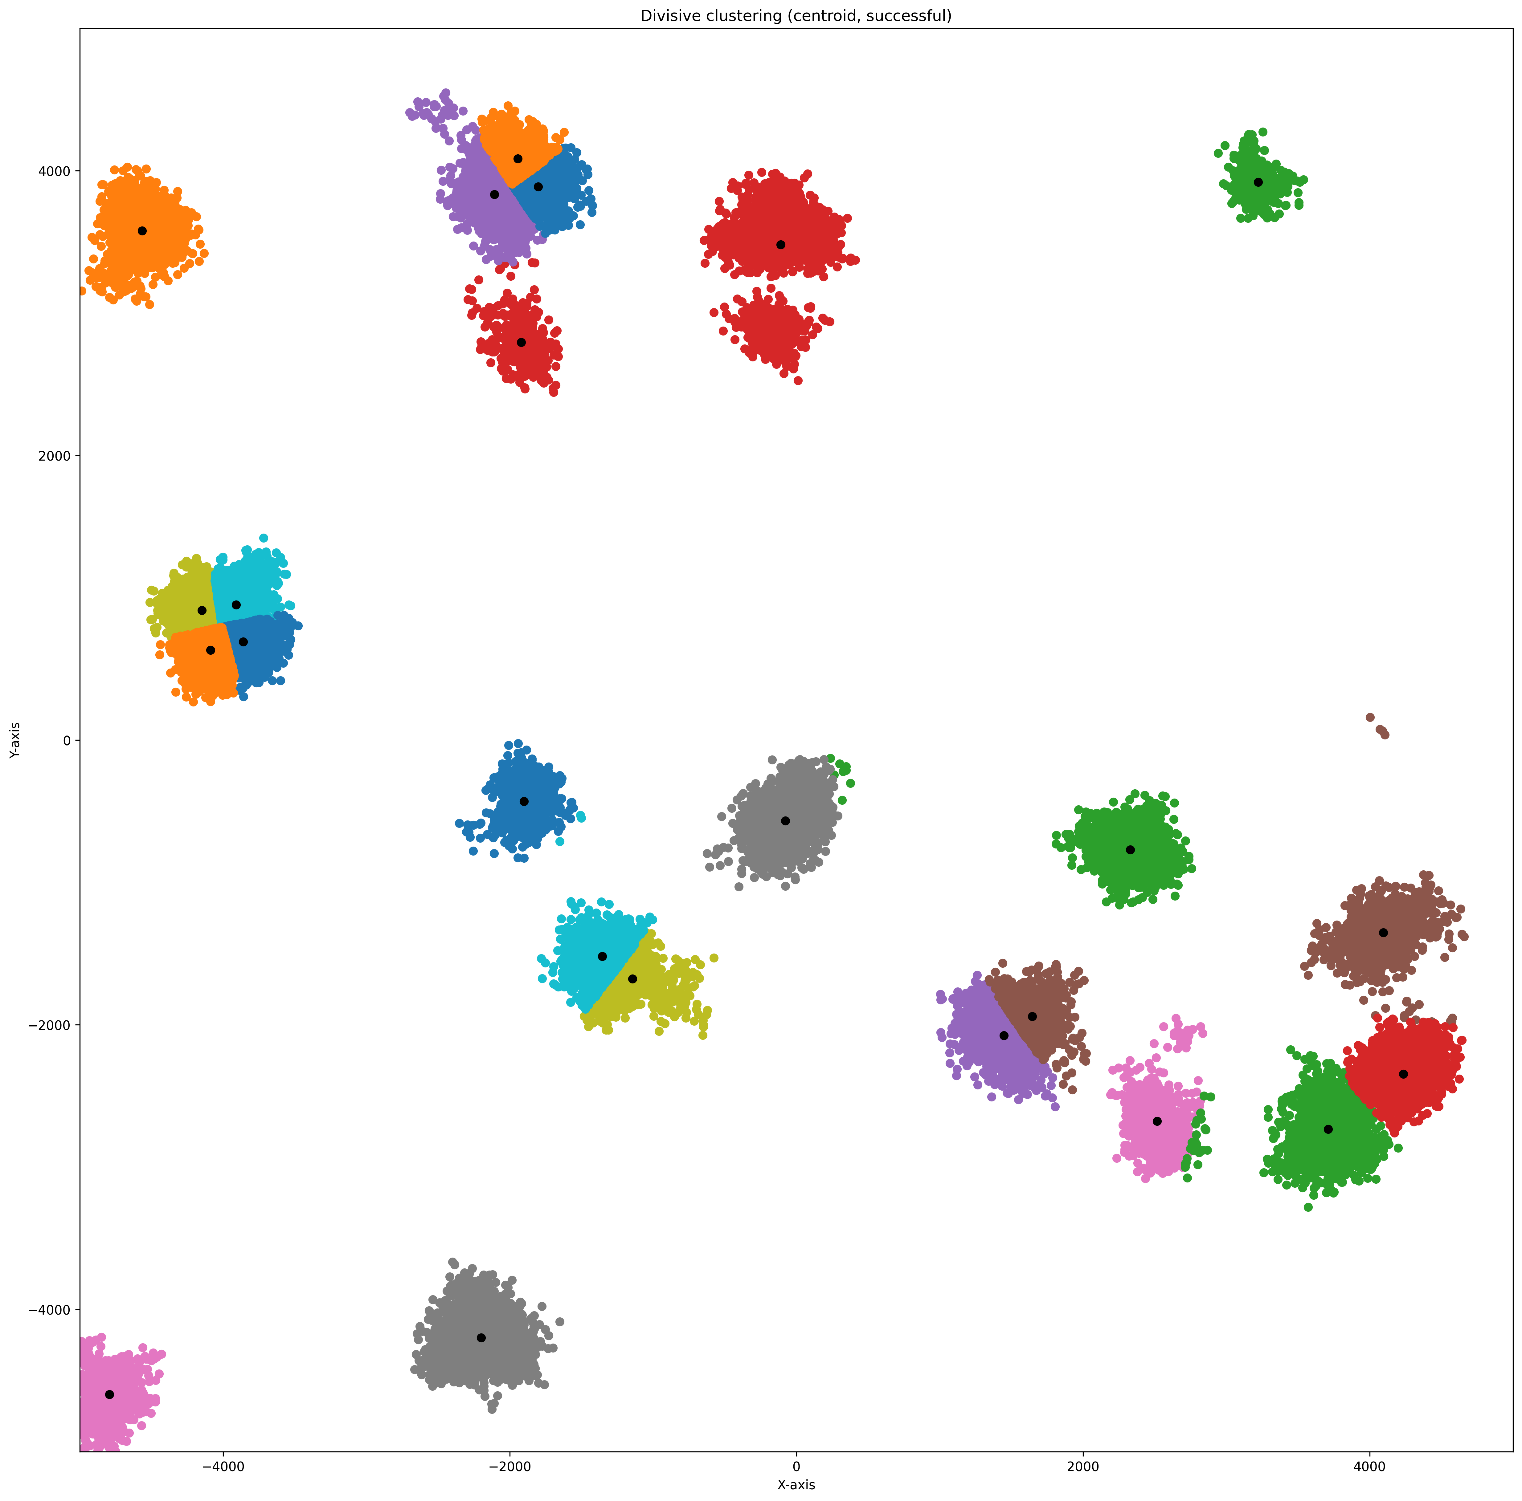 Divisive clustering (centroid, successful)
4000
2000
0
−2000
−4000
Y-axis
−4000 −2000 0 2000 4000
X-axis